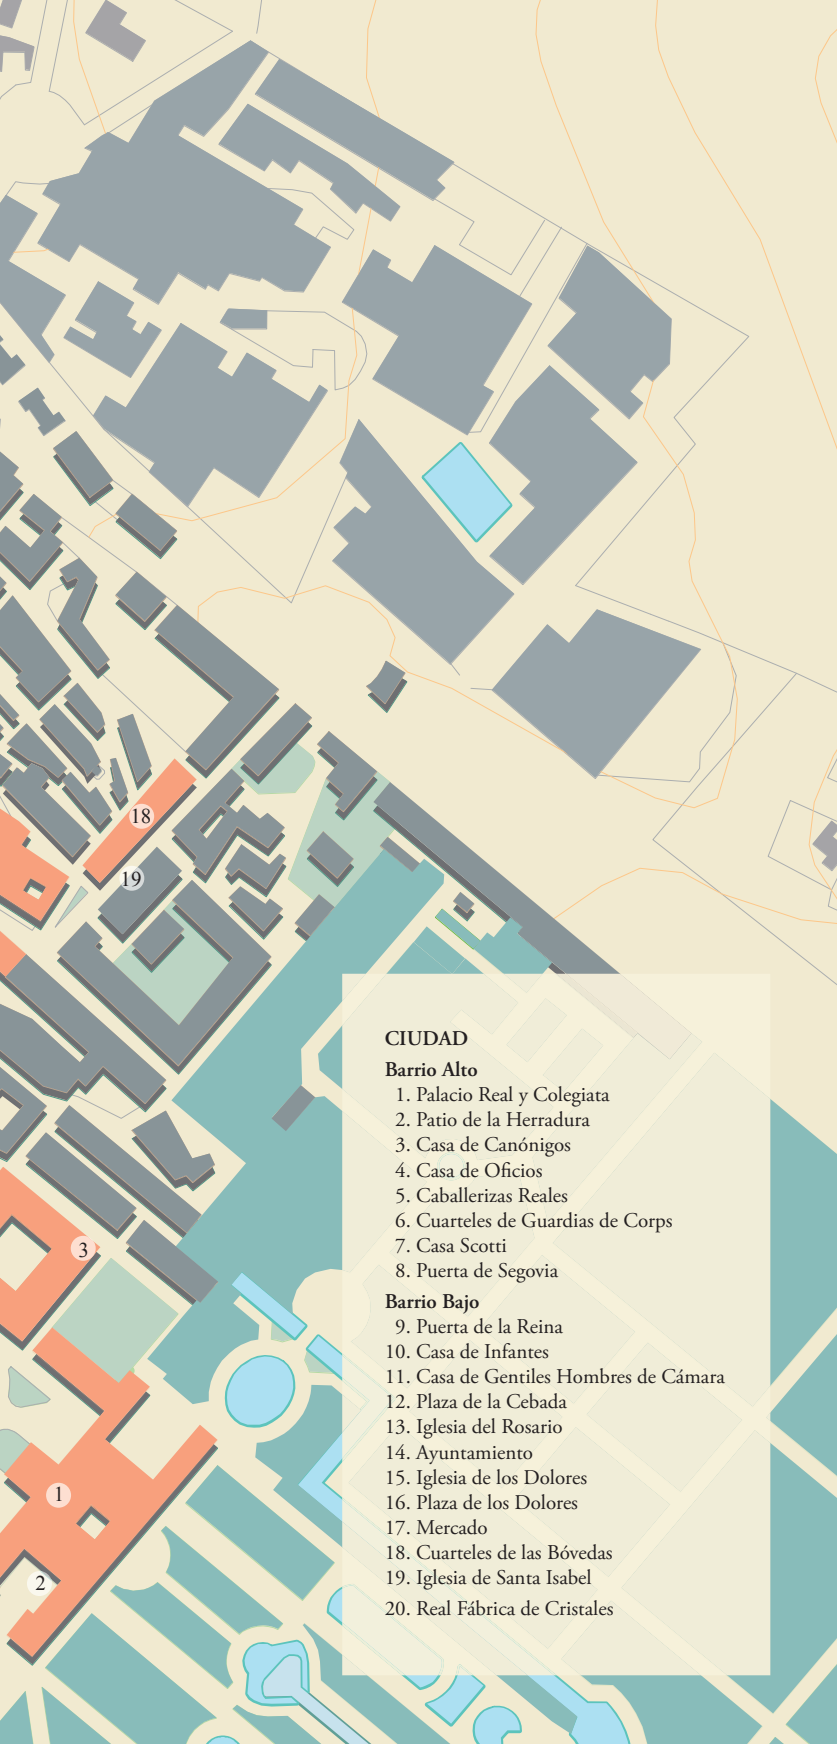 18
19
3
1
2
CIUDAD
Barrio Alto
1. Palacio Real y Colegiata
2. Patio de la Herradura
3. Casa de Canónigos
4. Casa de Oficios
5. Caballerizas Reales
6. Cuarteles de Guardias de Corps
7. Casa Scotti
8. Puerta de Segovia
Barrio Bajo
9. Puerta de la Reina
10. Casa de Infantes
11. Casa de Gentiles Hombres de Cámara
12. Plaza de la Cebada
13. Iglesia del Rosario
14. Ayuntamiento
15. Iglesia de los Dolores
16. Plaza de los Dolores
17. Mercado
18. Cuarteles de las Bóvedas
19. Iglesia de Santa Isabel
20. Real Fábrica de Cristales